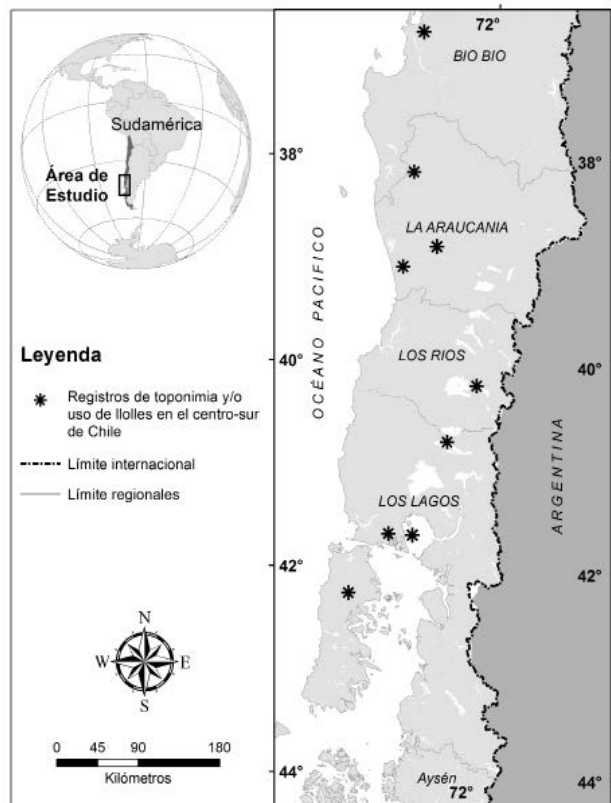 Sudamérica
Área de
Estudio
Leyenda
Registros de toponimia y/o
uso de llolles en el centro-sur
de Chile
Límite internacional
Límite regionales
N
W
E
S
0 45 90 180
Kilómetros
72°
BIO BIO
38°
38°
LA ARAUCANIA
OCÉANO PACIFICO
40°
LOS RIOS
40°
ARGENTINA
LOS LAGOS
42°
42°
44°
Aysén
72°
44°